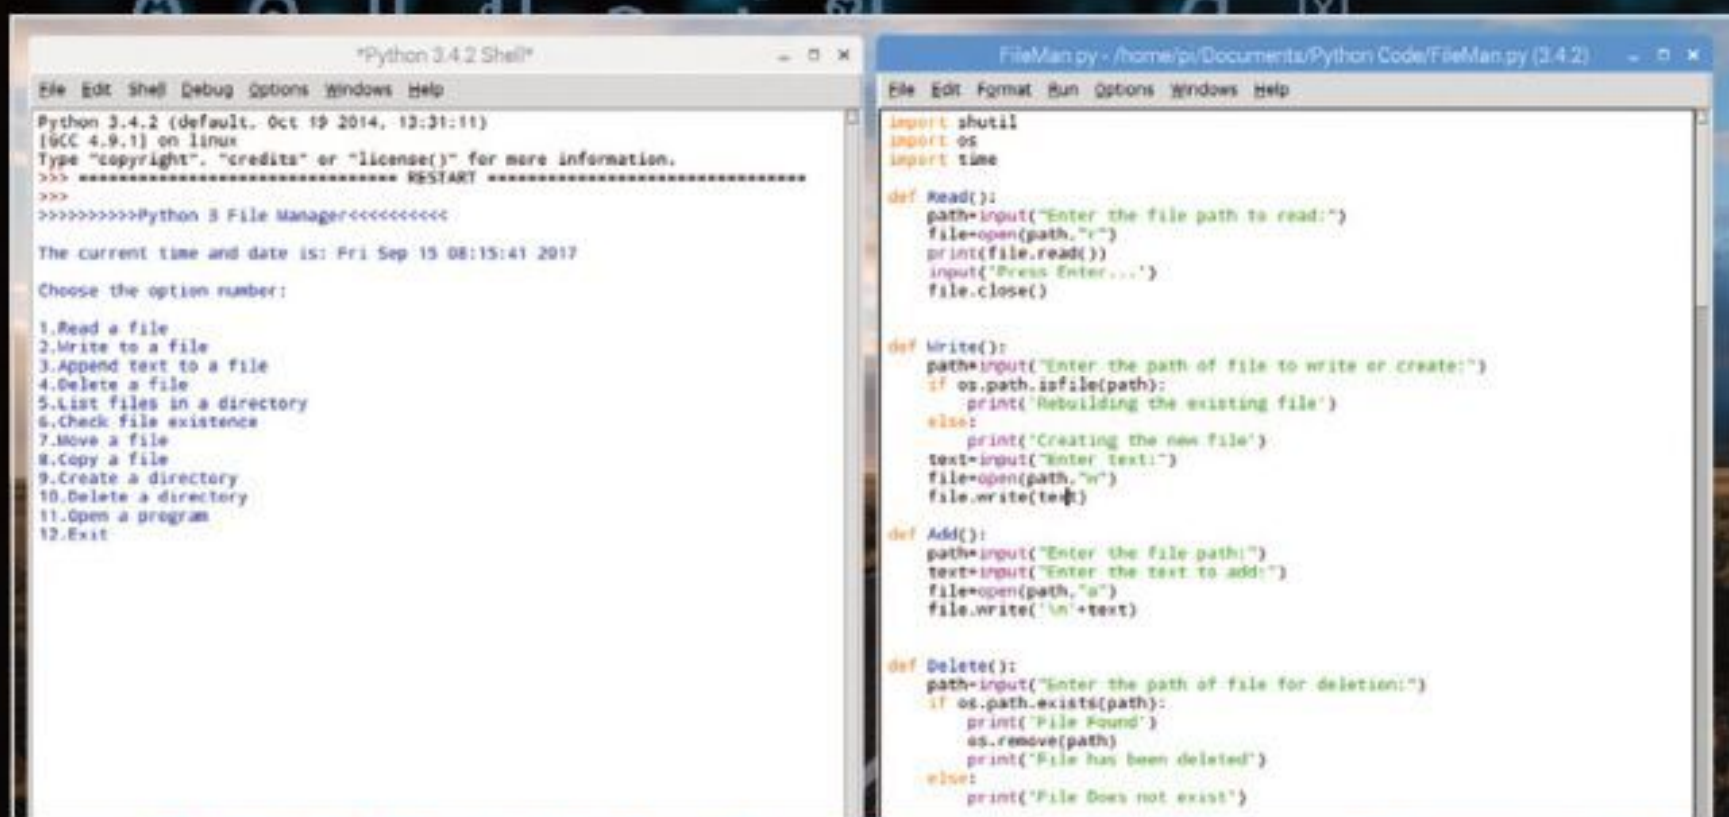 *Python 3.4.2 Shell*
File Edit Shell Debug Options Windows Help
Python 3.4.2 (default, Oct 19 2014, 13:31:11)
[GCC 4.9.1] on linux
Type "copyright", "credits" or "license()" for more information.
>>> ================================ RESTART ================================
>>>
>>>>>>>>>>Python 3 File Manager<<<<<<<<<<
The current time and date is: Fri Sep 15 08:15:41 2017
Choose the option number:
1.Read a file
2.Write to a file
3.Append text to a file
4.Delete a file
5.List files in a directory
6.Check file existence
7.Move a file
8.Copy a file
9.Create a directory
10.Delete a directory
11.Open a program
12.Exit
FileMan.py - /home/pi/Documents/Python Code/FileMan.py (3.4.2)
File Edit Format Run Options Windows Help
import shutil
import os
import time
def Read():
path=input("Enter the file path to read:")
file=open(path,"r")
print(file.read())
input('Press Enter...')
file.close()
def Write():
path=input("Enter the path of file to write or create:")
if os.path.isfile(path):
print('Rebuilding the existing file')
else:
print('Creating the new file')
text=input("Enter text:")
file=open(path,"w")
file.write(text)
def Add():
path=input("Enter the file path:")
text=input("Enter the text to add:")
file=open(path,"a")
file.write('\n'+text)
def Delete():
path=input("Enter the path of file for deletion:")
if os.path.exists(path):
print('File Found')
os.remove(path)
print('File has been deleted')
else:
print('File Does not exist')